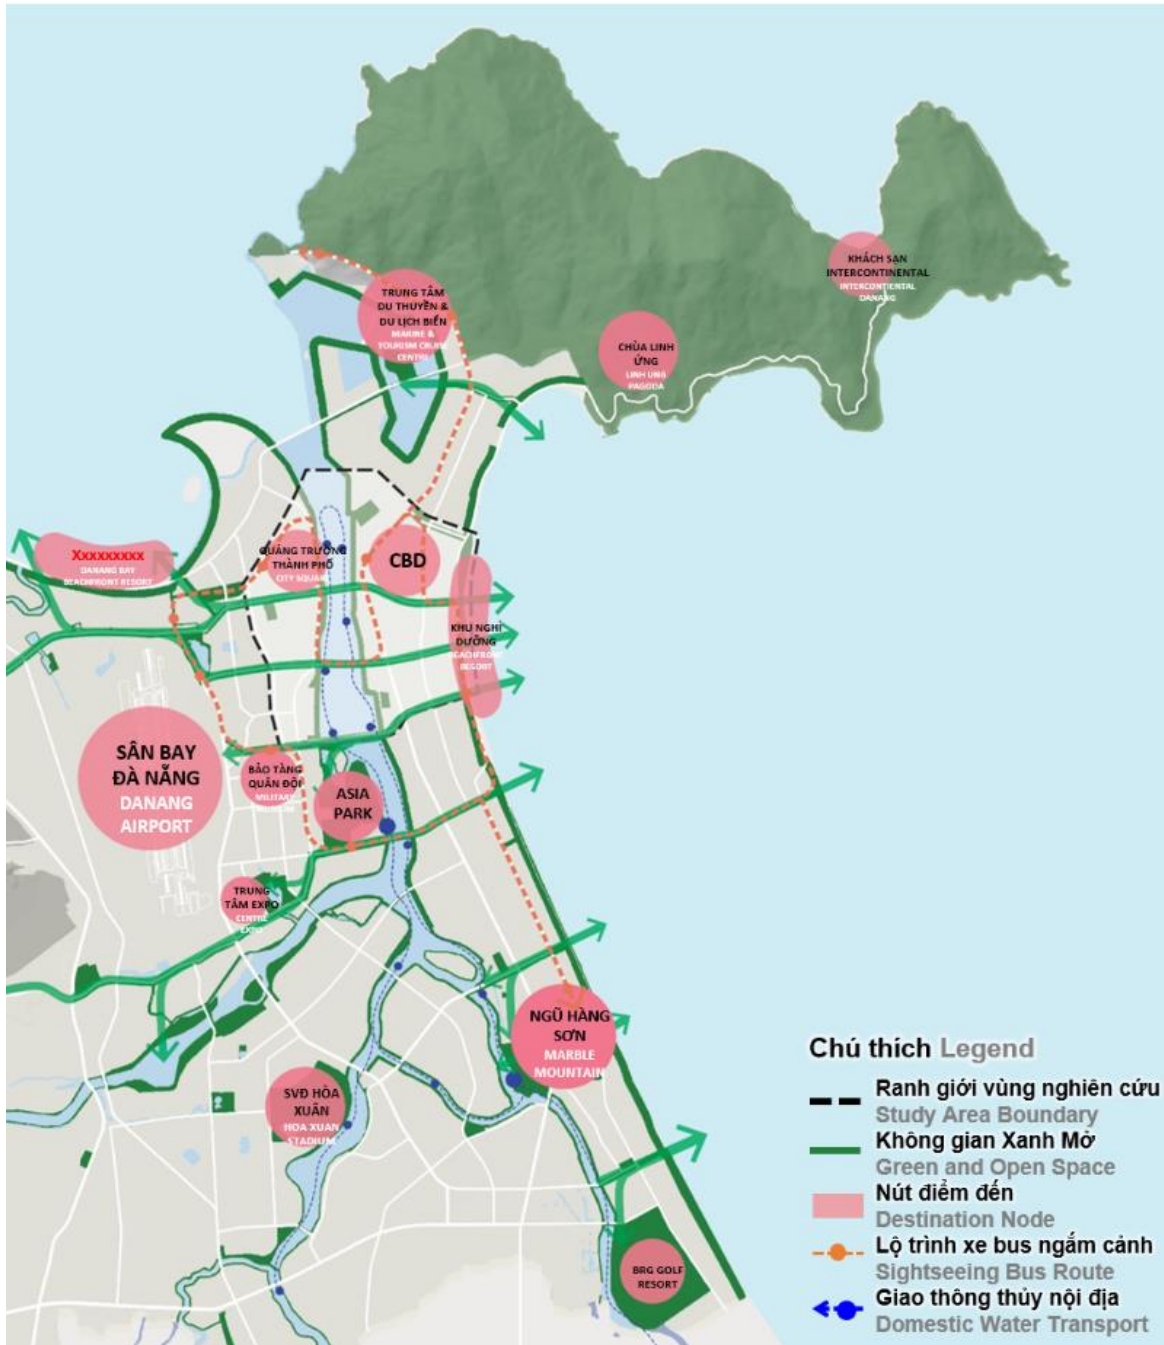 KHÁCH SẠN
INTERCONTINENTAL
INTERCONTIENTAL
DANANG
TRUNG TÂM
DU THUYỀN &
DU LỊCH BIỂN
MARINE &
TOURISM CRUISE
CENTRE
CHÙA LINH
ỨNG
LINH UNG
PAGODA
Xxxxxxxxx
DANANG BAY
BEACHFRONT RESORT
QUẢNG TRƯỜNG
THÀNH PHỐ
CITY SQUARE
CBD
KHU NGHỈ
DƯỠNG
BEACHFRONT
RESORT
SÂN BAY
ĐÀ NẴNG
DANANG
AIRPORT
BẢO TÀNG
QUÂN ĐỘI
MILITARY
ASIA
PARK
TRUNG
TÂM EXPO
CENTRE
EXPO
NGŨ HÀNG
SƠN
MARBLE
MOUNTAIN
SVĐ HÒA
XUÂN
HOA XUAN
STADIUM
BRG GOLF
RESORT
Chú thích Legend
Ranh giới vùng nghiên cứu
Study Area Boundary
Không gian Xanh Mở
Green and Open Space
Nút điểm đến
Destination Node
Lộ trình xe bus ngắm cảnh
Sightseeing Bus Route
Giao thông thủy nội địa
Domestic Water Transport